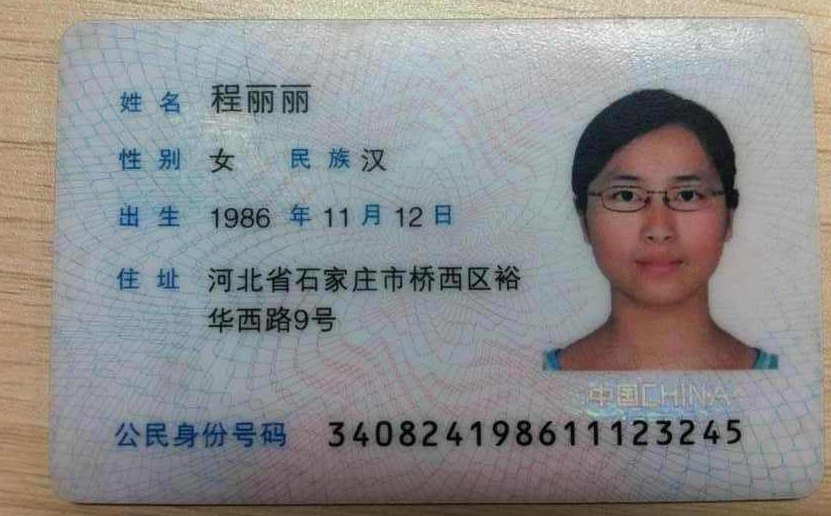 姓名 程丽丽
性别 女 民族 汉
出生 1986 年 11 月 12 日
住址 河北省石家庄市桥西区裕
华西路9号
中国CHINA
公民身份号码 340824198611123245